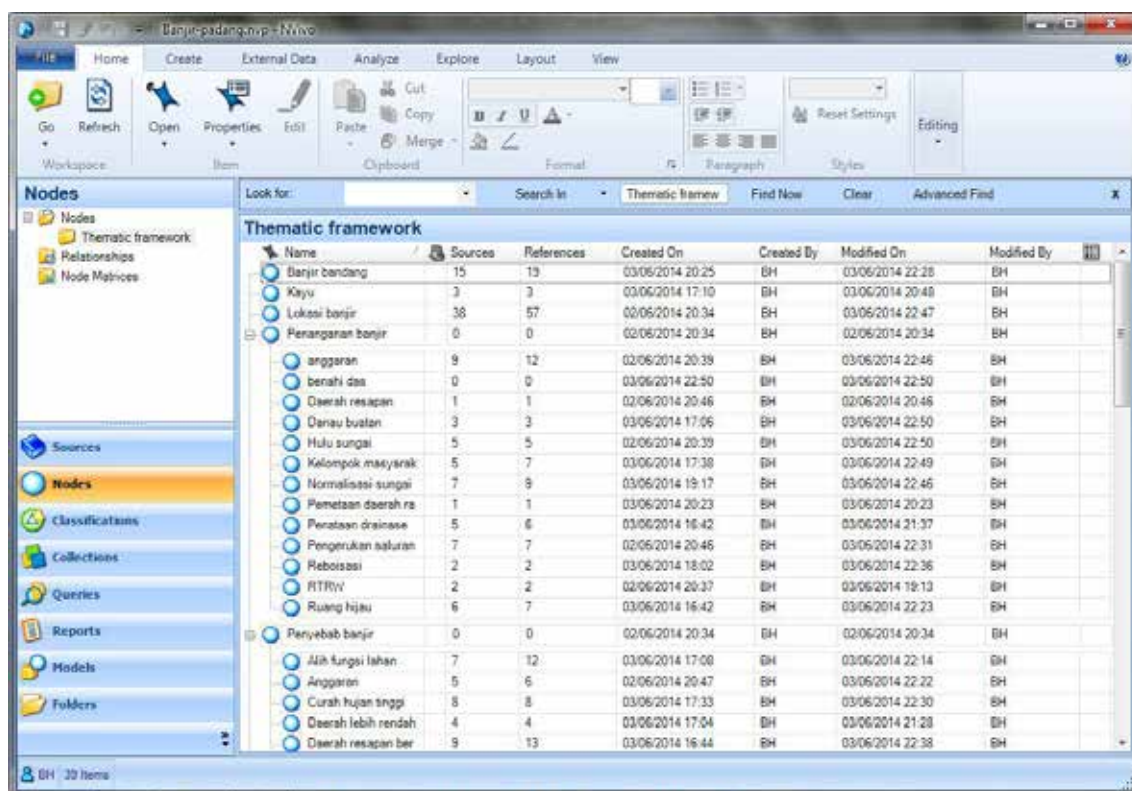 Banjir-padang.nvp - NVivo
FILE Home Create External Data Analyze Explore Layout View
Go Refresh Open Properties Edit Paste Cut
Copy
Merge
B I U A
Reset Settings
Editing
Workspace Item Clipboard Format Paragraph Styles
Nodes
Look for: Search In Thematic framew Find Now Clear Advanced Find x
Nodes
Thematic framework
Relationships
Node Matrices
Sources
Nodes
Classifications
Collections
Queries
Reports
Models
Folders
Thematic framework
Name Sources References Created On Created By Modified On Modified By
Banjir bandang 15 19 03/06/2014 20:25 BH 03/06/2014 22:28 BH
Kayu 3 3 03/06/2014 17:10 BH 03/06/2014 20:48 BH
Lokasi banjir 38 57 02/06/2014 20:34 BH 03/06/2014 22:47 BH
Penanganan banjir 0 0 02/06/2014 20:34 BH 02/06/2014 20:34 BH
anggaran 9 12 02/06/2014 20:39 BH 03/06/2014 22:46 BH
benahi das 0 0 03/06/2014 22:50 BH 03/06/2014 22:50 BH
Daerah resapan 1 1 02/06/2014 20:46 BH 02/06/2014 20:46 BH
Danau buatan 3 3 03/06/2014 17:06 BH 03/06/2014 22:50 BH
Hulu sungai 5 5 02/06/2014 20:39 BH 03/06/2014 22:50 BH
Kelompok masyarak 5 7 03/06/2014 17:38 BH 03/06/2014 22:49 BH
Normalisasi sungai 7 9 03/06/2014 19:17 BH 03/06/2014 22:46 BH
Pemetaan daerah ra 1 1 03/06/2014 20:23 BH 03/06/2014 20:23 BH
Penataan drainase 5 6 03/06/2014 16:42 BH 03/06/2014 21:37 BH
Pengerukan saluran 7 7 02/06/2014 20:46 BH 03/06/2014 22:31 BH
Reboisasi 2 2 03/06/2014 18:02 BH 03/06/2014 22:36 BH
RTRW 2 2 02/06/2014 20:37 BH 03/06/2014 19:13 BH
Ruang hijau 6 7 03/06/2014 16:42 BH 03/06/2014 22:23 BH
Penyebab banjir 0 0 02/06/2014 20:34 BH 02/06/2014 20:34 BH
Alih fungsi lahan 7 12 03/06/2014 17:08 BH 03/06/2014 22:14 BH
Anggaran 5 6 02/06/2014 20:47 BH 03/06/2014 22:22 BH
Curah hujan tinggi 8 8 03/06/2014 17:33 BH 03/06/2014 22:30 BH
Daerah lebih rendah 4 4 03/06/2014 17:04 BH 03/06/2014 21:28 BH
Daerah resapan ber 9 13 03/06/2014 16:44 BH 03/06/2014 22:38 BH
BH Items